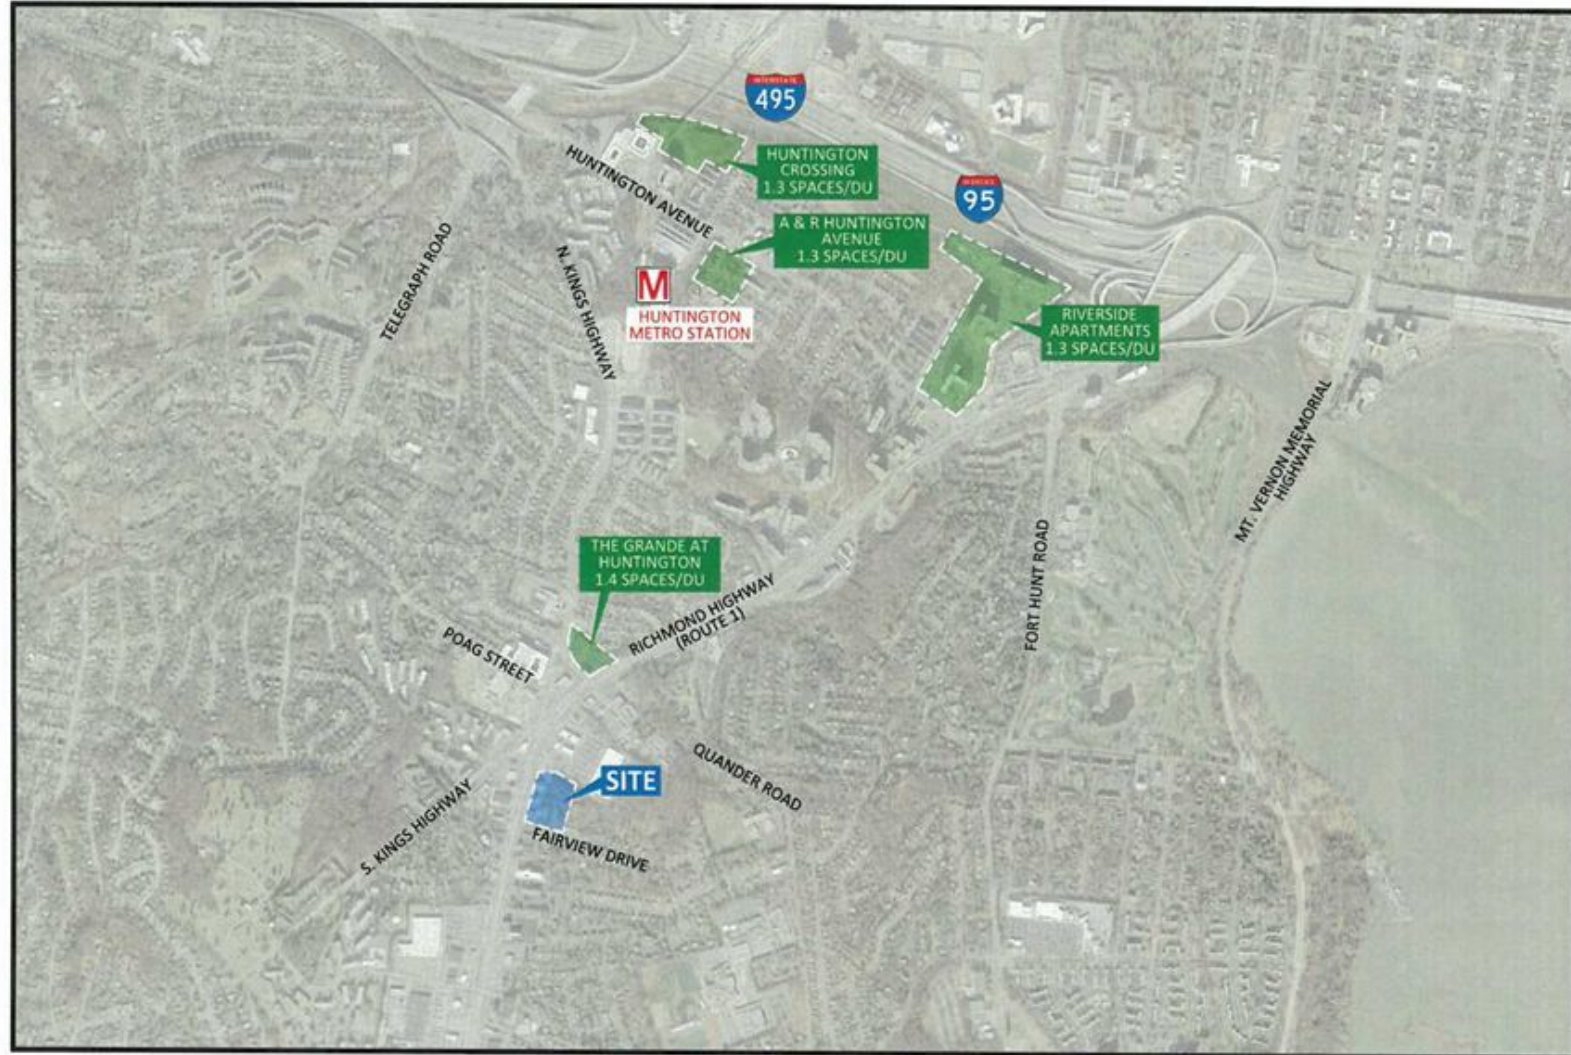 INTERSTATE
495
HUNTINGTON
CROSSING
1.3 SPACES/DU
HUNTINGTON AVENUE
95
A & R HUNTINGTON
AVENUE
1.3 SPACES/DU
TELEGRAPH ROAD
N. KINGS HIGHWAY
M
HUNTINGTON
METRO STATION
RIVERSIDE
APARTMENTS
1.3 SPACES/DU
MT. VERNON MEMORIAL
HIGHWAY
THE GRANDE AT
HUNTINGTON
1.4 SPACES/DU
FORT HUNT ROAD
RICHMOND HIGHWAY
(ROUTE 1)
POAG STREET
QUANDER ROAD
SITE
S. KINGS HIGHWAY
FAIRVIEW DRIVE